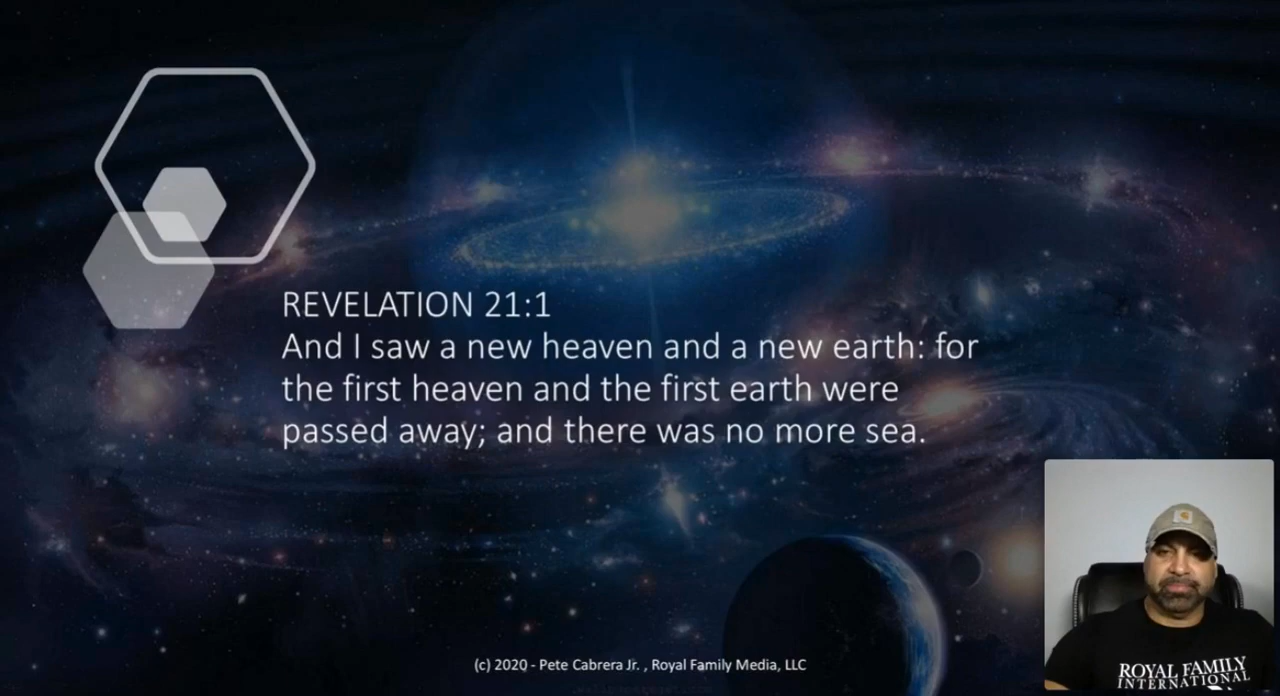 REVELATION 21:1
And I saw a new heaven and a new earth: for
the first heaven and the first earth were
passed away; and there was no more sea.
(c) 2020 - Pete Cabrera Jr. , Royal Family Media, LLC
ROYAL FAMILY
INTERNATIONAL